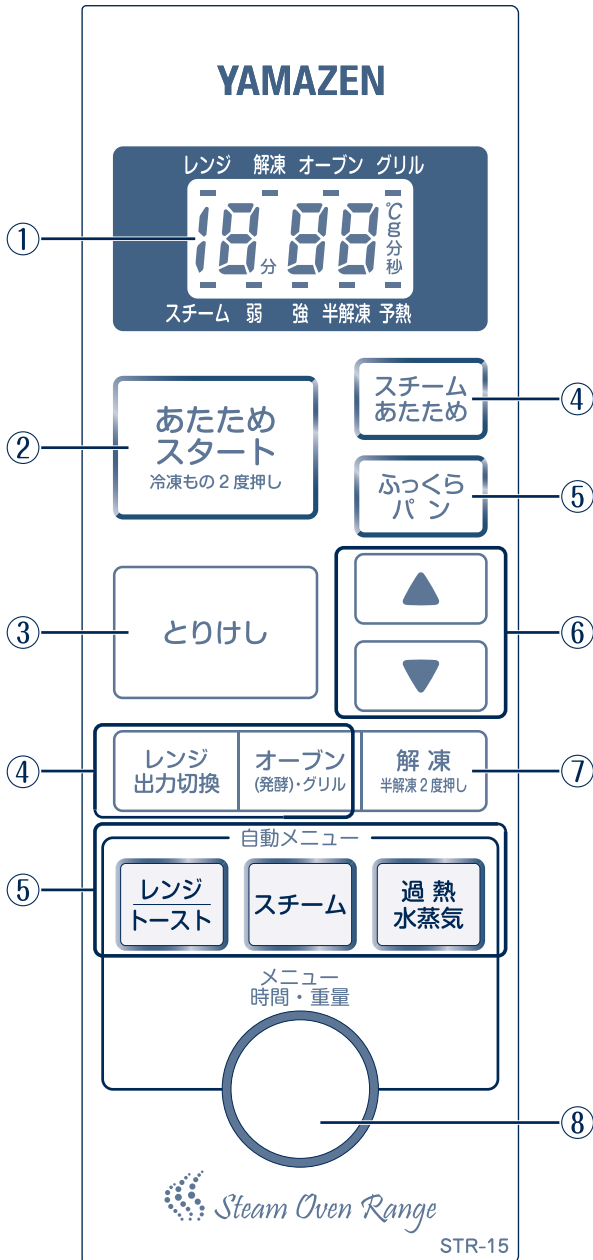 YAMAZEN
レンジ 解凍 オーブン グリル
①
18分88 ℃ g 分 秒
スチーム 弱 強 半解凍 予熱
②
あたため
スタート
冷凍もの2度押し
スチーム
あたため
④
ふっくら
パン
⑤
③
とりけし
▲
▼
⑥
④
レンジ
出力切換
オーブン
(発酵)・グリル
解凍
半解凍2度押し
⑦
自動メニュー
⑤
レンジ
トースト
スチーム
過熱
水蒸気
メニュー
時間・重量
⑧
Steam Oven Range
STR-15